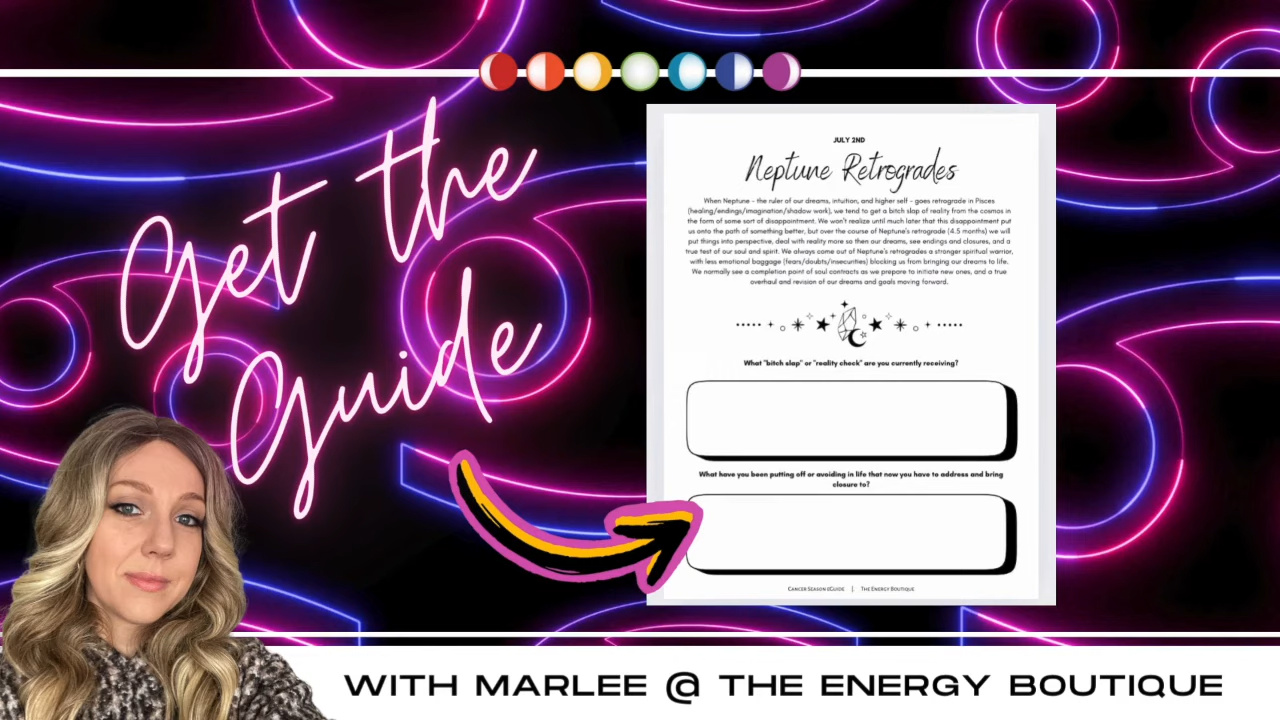 Get the
Guide
JULY 2ND
Neptune Retrogrades
When Neptune - the ruler of our dreams, intuition, and higher self - goes retrograde in Pisces
(healing/endings/imagination/shadow work), we tend to get a bitch slap of reality from the cosmos in
the form of some sort of disappointment. We won't realize until much later that this disappointment put
us onto the path of something better, but over the course of Neptune's retrograde (4.5 months) we will
put things into perspective, deal with reality more so then our dreams, see endings and closures, and a
true test of our soul and spirit. We always come out of Neptune's retrogrades a stronger spiritual warrior,
with less emotional baggage (fears/doubts/insecurities) blocking us from bringing our dreams to life.
We normally see a completion point of soul contracts as we prepare to initiate new ones, and a true
overhaul and revision of our dreams and goals moving forward.
What "bitch slap" or "reality check" are you currently receiving?
What have you been putting off or avoiding in life that now you have to address and bring
closure to?
CANCER SEASON EGUIDE | THE ENERGY BOUTIQUE
WITH MARLEE @ THE ENERGY BOUTIQUE